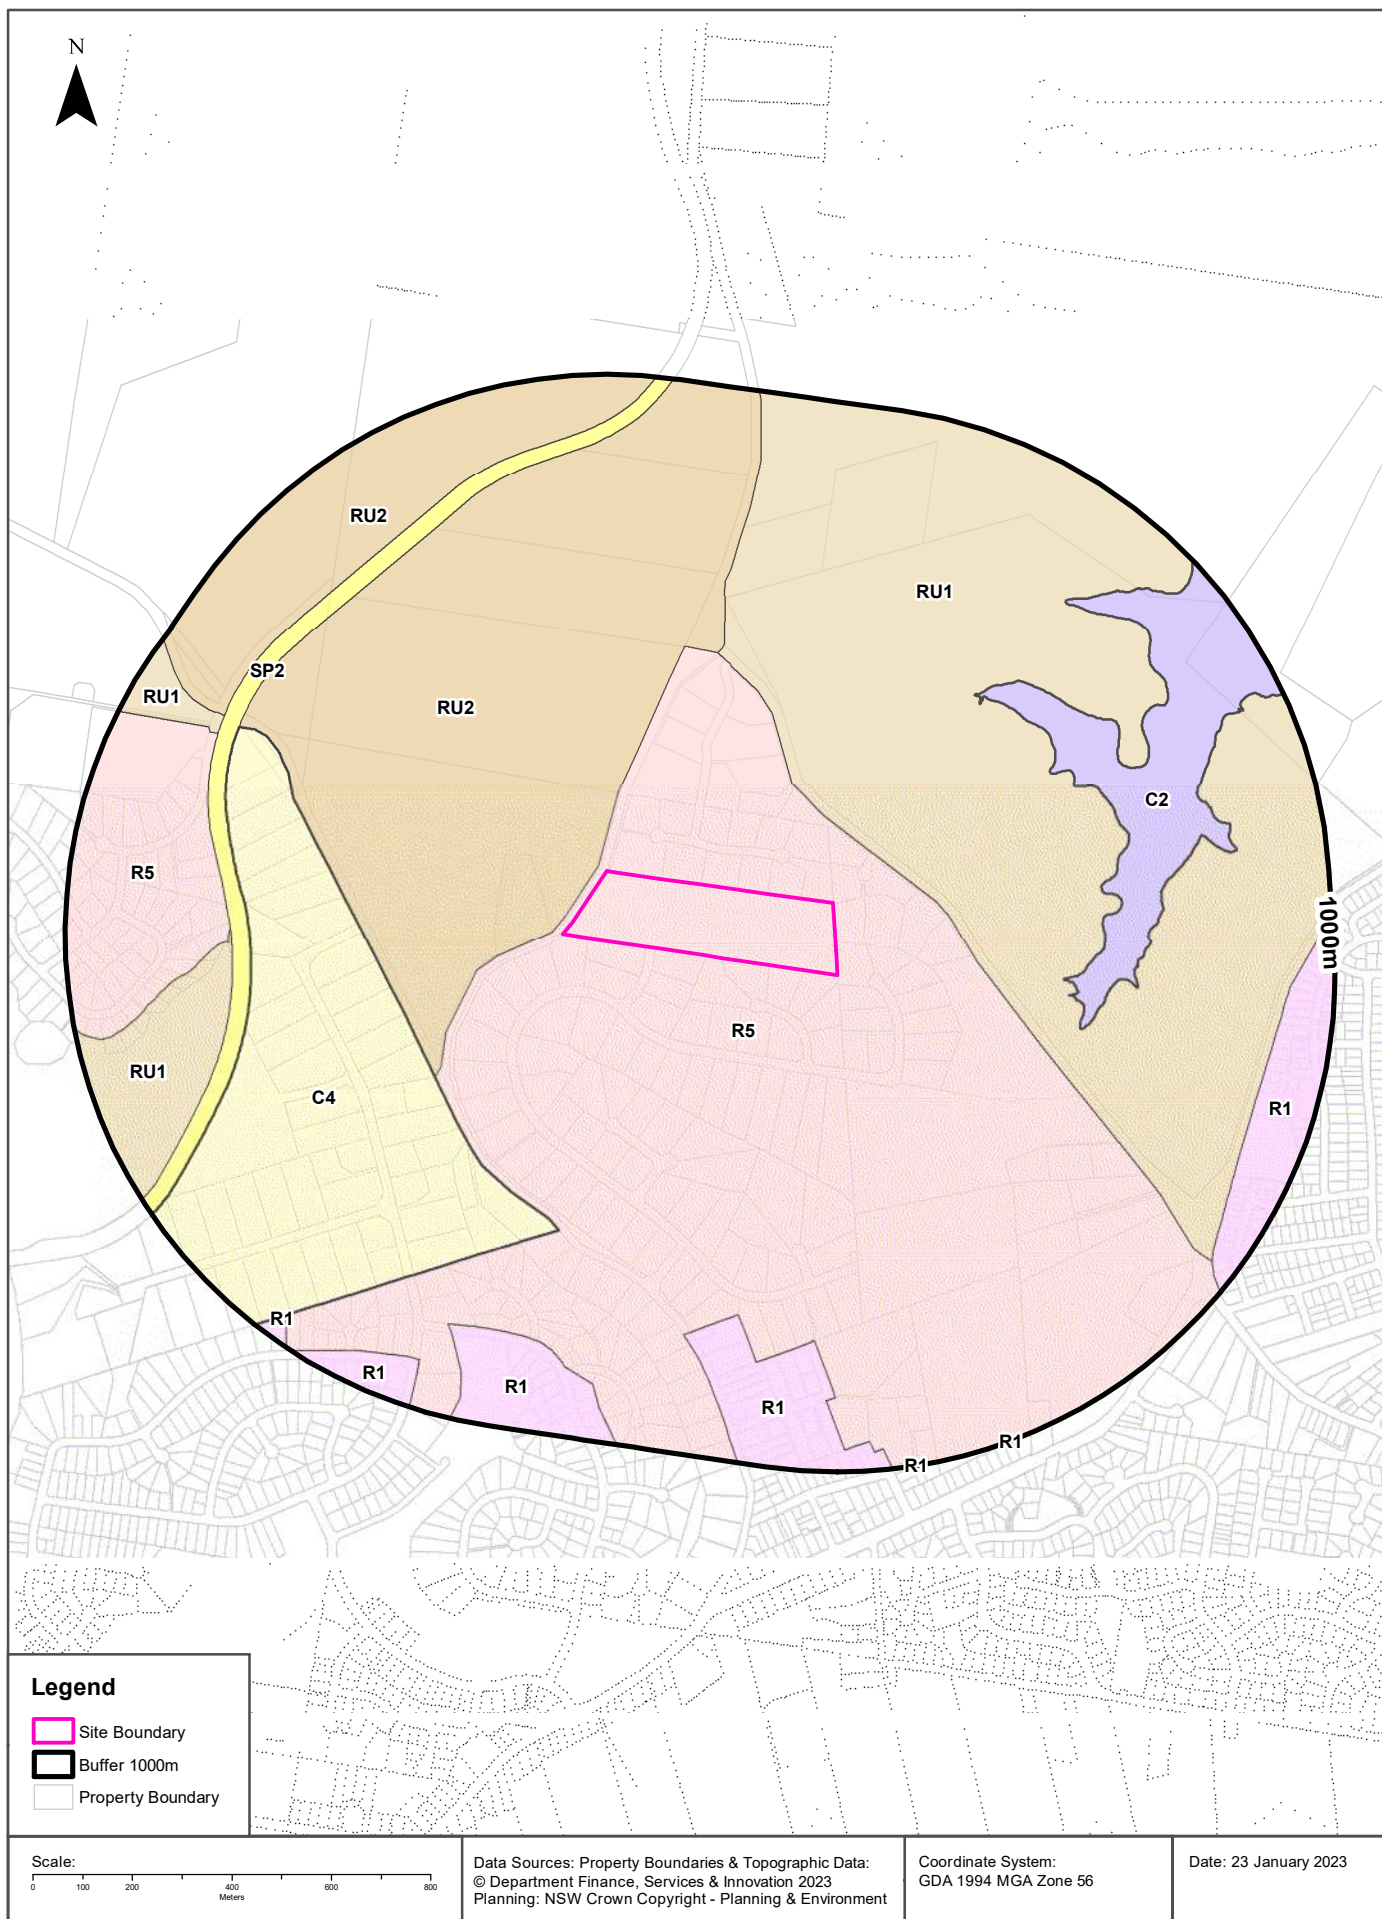 N
RU2
RU1
SP2
RU1
RU2
C2
R5
1000m
R5
RU1
C4
R1
R1
R1
R1
R1
R1
R1
Legend
Site Boundary
Buffer 1000m
Property Boundary
Scale:
0 100 200 400 600 800
Meters
Data Sources: Property Boundaries & Topographic Data:
© Department Finance, Services & Innovation 2023
Planning: NSW Crown Copyright - Planning & Environment
Coordinate System:
GDA 1994 MGA Zone 56
Date: 23 January 2023